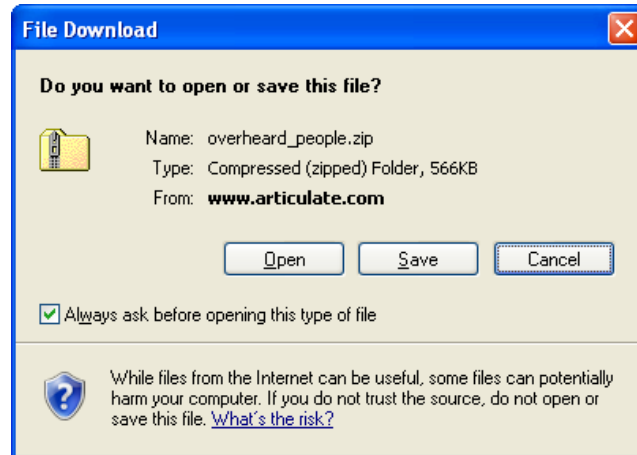 File Download
Do you want to open or save this file?
Name: overheard_people.zip
Type: Compressed (zipped) Folder, 566KB
From: www.articulate.com
Open Save Cancel
Always ask before opening this type of file
While files from the Internet can be useful, some files can potentially
harm your computer. If you do not trust the source, do not open or
save this file. What's the risk?